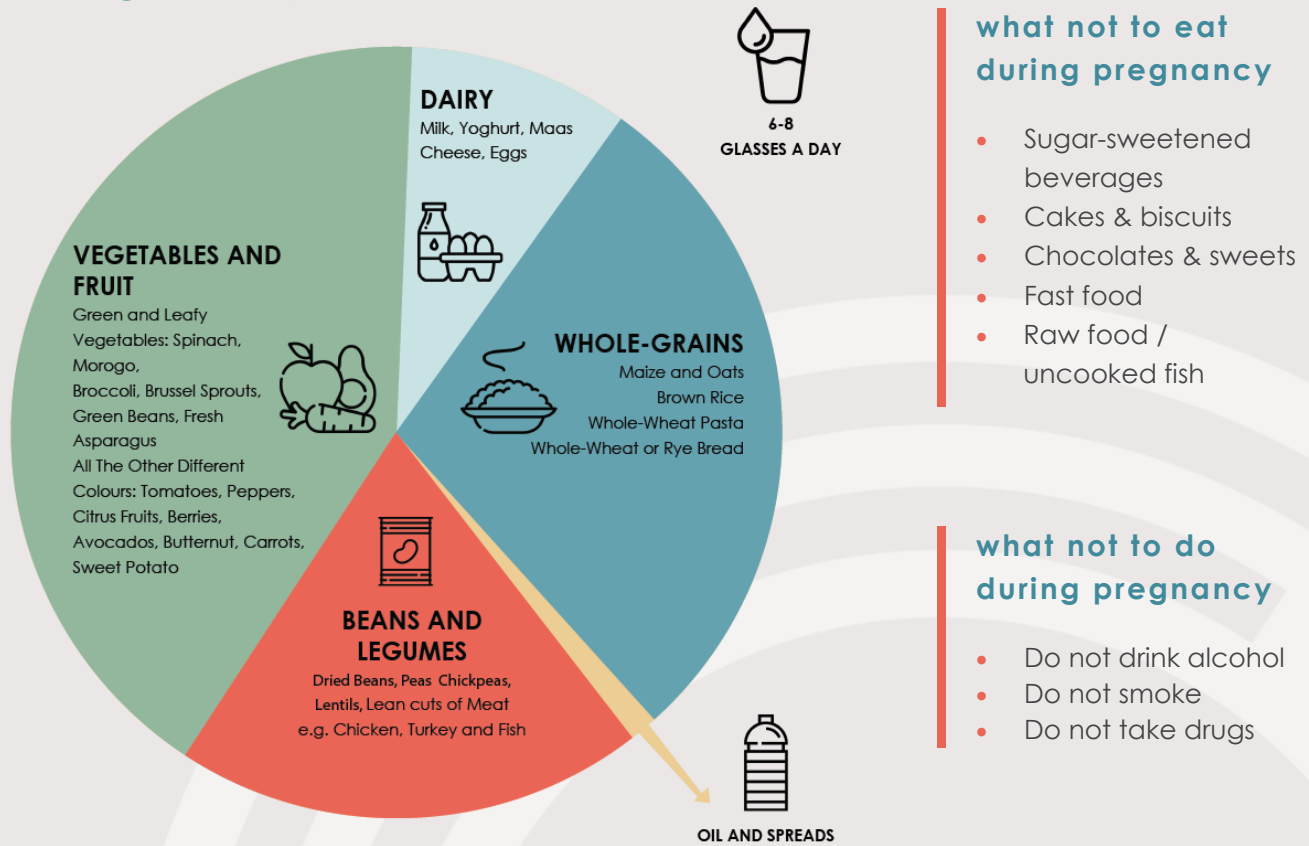 DAIRY
Milk, Yoghurt, Maas
Cheese, Eggs
6-8
GLASSES A DAY
VEGETABLES AND
FRUIT
Green and Leafy
Vegetables: Spinach,
Morogo,
Broccoli, Brussel Sprouts,
Green Beans, Fresh
Asparagus
All The Other Different
Colours: Tomatoes, Peppers,
Citrus Fruits, Berries,
Avocados, Butternut, Carrots,
Sweet Potato
WHOLE-GRAINS
Maize and Oats
Brown Rice
Whole-Wheat Pasta
Whole-Wheat or Rye Bread
BEANS AND
LEGUMES
Dried Beans, Peas Chickpeas,
Lentils, Lean cuts of Meat
e.g. Chicken, Turkey and Fish
OIL AND SPREADS
what not to eat
during pregnancy
• Sugar-sweetened
beverages
• Cakes & biscuits
• Chocolates & sweets
• Fast food
• Raw food /
uncooked fish
what not to do
during pregnancy
• Do not drink alcohol
• Do not smoke
• Do not take drugs